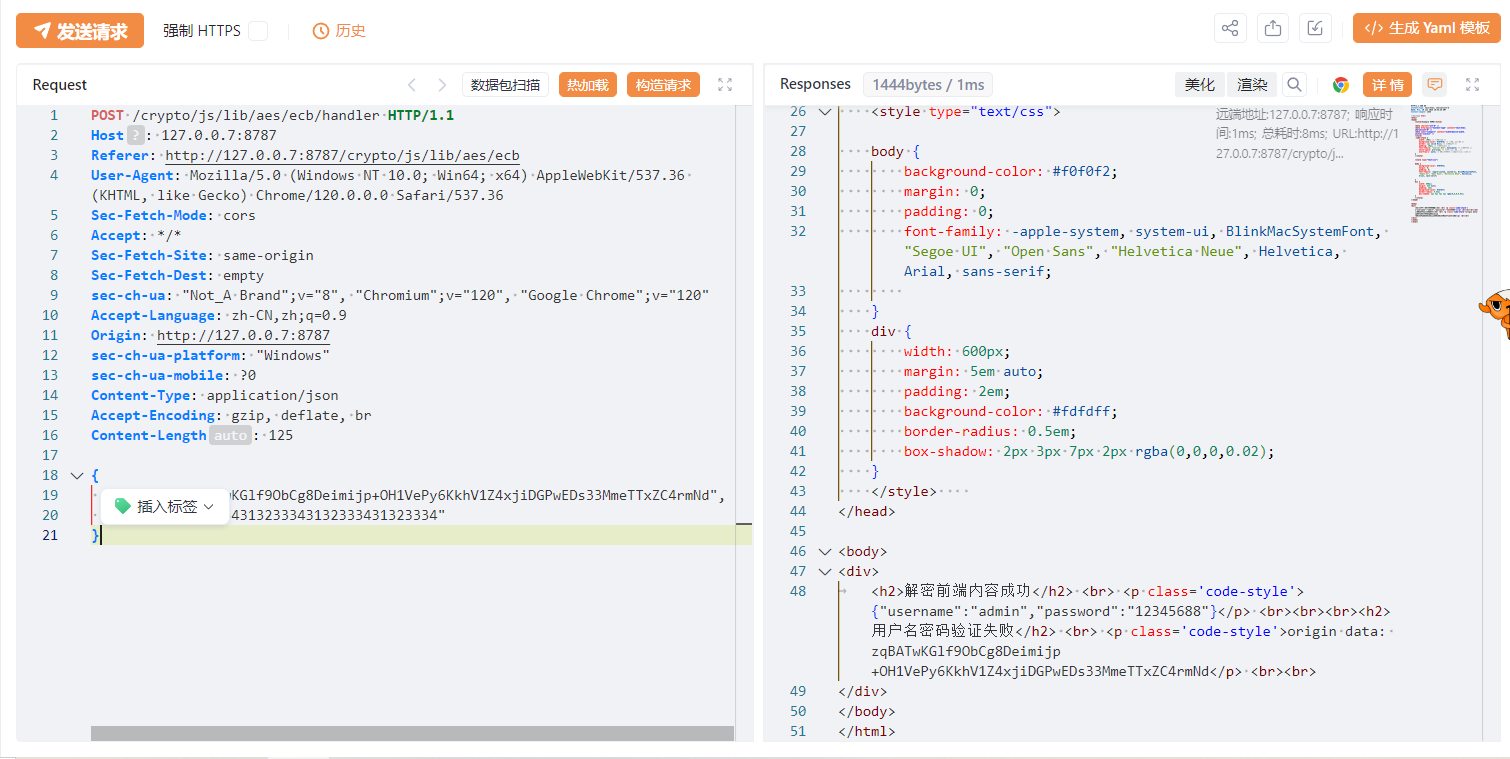 发送请求 强制 HTTPS 历史 </> 生成 Yaml 模板
Request 数据包扫描 热加载 构造请求
1 POST /crypto/js/lib/aes/ecb/handler HTTP/1.1
2 Host ? : 127.0.0.7:8787
3 Referer: http://127.0.0.7:8787/crypto/js/lib/aes/ecb
4 User-Agent: Mozilla/5.0 (Windows NT 10.0; Win64; x64) AppleWebKit/537.36
(KHTML, like Gecko) Chrome/120.0.0.0 Safari/537.36
5 Sec-Fetch-Mode: cors
6 Accept: */*
7 Sec-Fetch-Site: same-origin
8 Sec-Fetch-Dest: empty
9 sec-ch-ua: "Not_A Brand";v="8", "Chromium";v="120", "Google Chrome";v="120"
10 Accept-Language: zh-CN,zh;q=0.9
11 Origin: http://127.0.0.7:8787
12 sec-ch-ua-platform: "Windows"
13 sec-ch-ua-mobile: ?0
14 Content-Type: application/json
15 Accept-Encoding: gzip, deflate, br
16 Content-Length auto : 125
17
18 {
19 KGlf9ObCg8Deimijp+OH1VePy6KkhV1Z4xjiDGPwEDs33MmeTTxZC4rmNd",
插入标签
20 431323334313233343132333​4"
21 }
Responses 1444bytes / 1ms 美化 渲染 详情
远端地址:127.0.0.7:8787; 响应时
间:1ms; 总耗时:8ms; URL:http://1
27.0.0.7:8787/crypto/j...
26 <style type="text/css">
27
28 body {
29 background-color: #f0f0f2;
30 margin: 0;
31 padding: 0;
32 font-family: -apple-system, system-ui, BlinkMacSystemFont,
"Segoe UI", "Open Sans", "Helvetica Neue", Helvetica,
Arial, sans-serif;
33
34 }
35 div {
36 width: 600px;
37 margin: 5em auto;
38 padding: 2em;
39 background-color: #fdfdff;
40 border-radius: 0.5em;
41 box-shadow: 2px 3px 7px 2px rgba(0,0,0,0.02);
42 }
43 </style>
44 </head>
45
46 <body>
47 <div>
48 <h2>解密前端内容成功</h2> <br> <p class='code-style'>
{"username":"admin","password":"12345688"}</p> <br><br><br><h2>
用户名密码验证失败</h2> <br> <p class='code-style'>origin data:
zqBATwKGlf9ObCg8Deimijp
+OH1VePy6KkhV1Z4xjiDGPwEDs33MmeTTxZC4rmNd</p> <br><br>
49 </div>
50 </body>
51 </html>